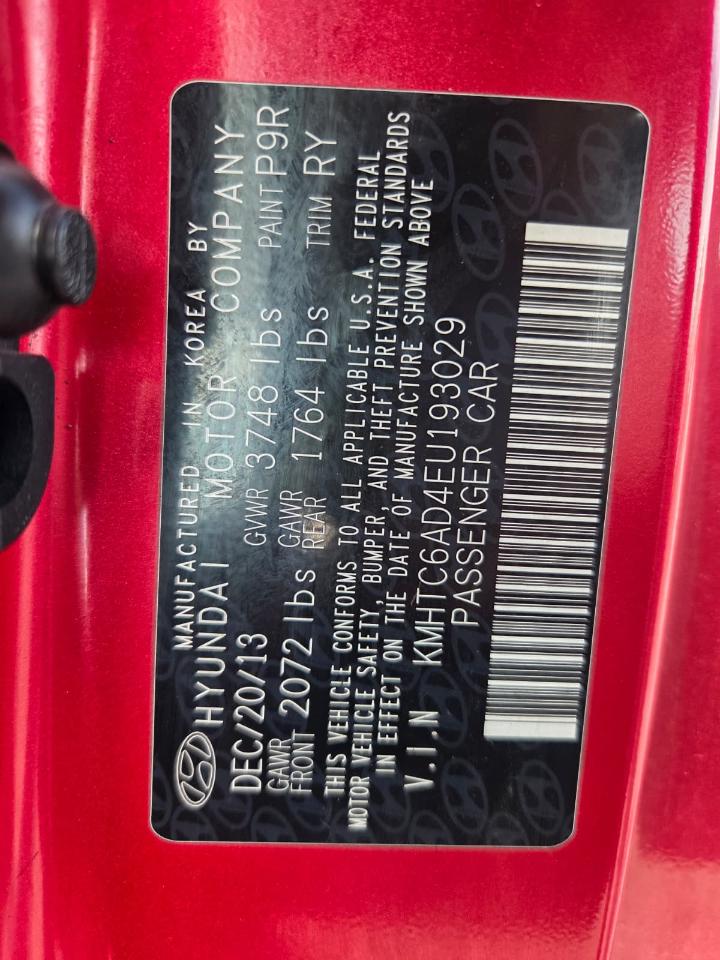 MANUFACTURED IN KOREA BY
HYUNDAI MOTOR COMPANY
DEC/20/13 GVWR 3748 lbs PAINT P9R
GAWR FRONT 2072 lbs GAWR REAR 1764 lbs TRIM RY
THIS VEHICLE CONFORMS TO ALL APPLICABLE U.S.A. FEDERAL
MOTOR VEHICLE SAFETY, BUMPER, AND THEFT PREVENTION STANDARDS
IN EFFECT ON THE DATE OF MANUFACTURE SHOWN ABOVE
V.I.N KMHTC6AD4EU193029
PASSENGER CAR